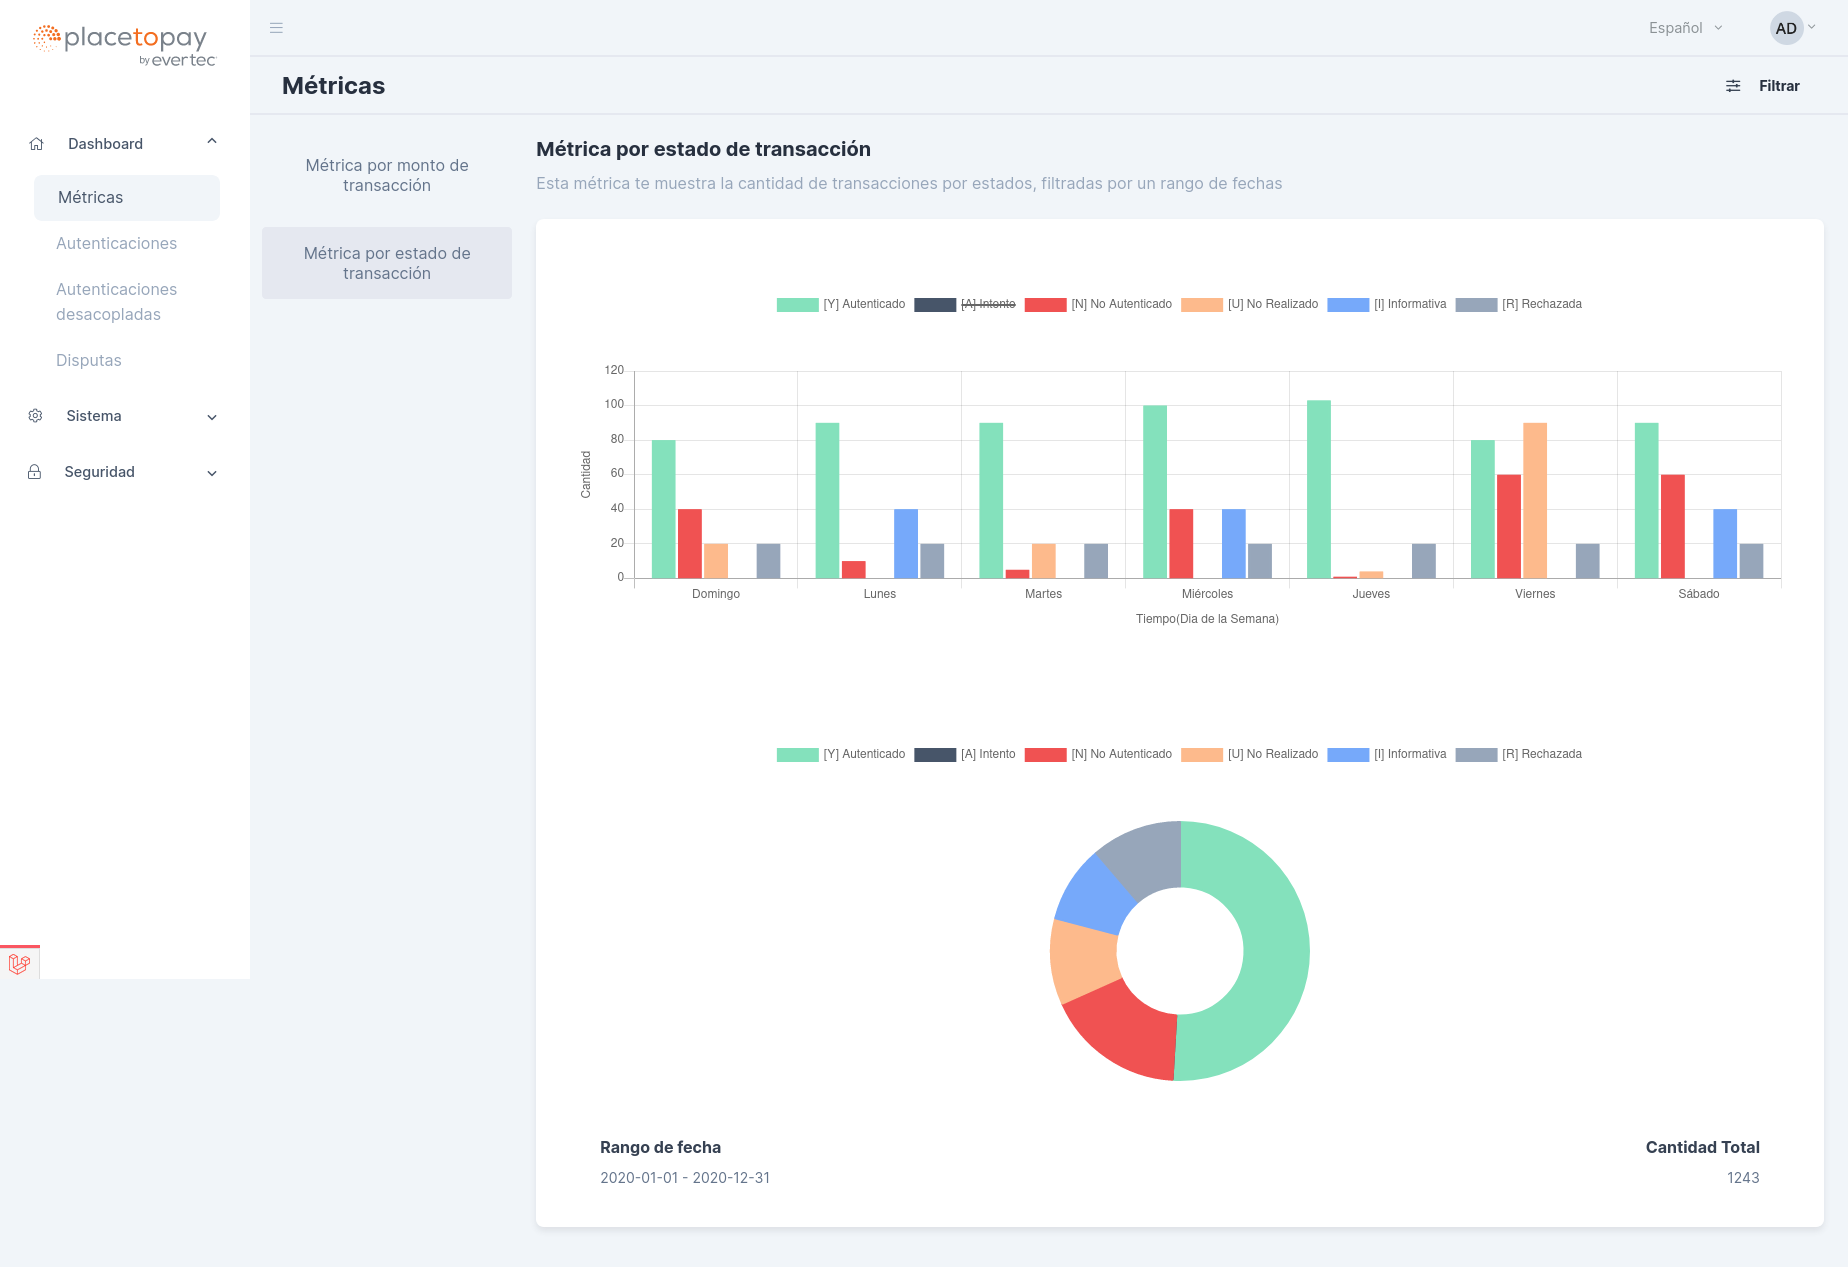 placetopay
by evertec
Español
AD
Métricas
Filtrar
Dashboard
Métricas
Autenticaciones
Autenticaciones
desacopladas
Disputas
Sistema
Seguridad
Métrica por monto de
transacción
Métrica por estado de
transacción
Métrica por estado de transacción
Esta métrica te muestra la cantidad de transacciones por estados, filtradas por un rango de fechas
[Y] Autenticado [A] Intento [N] No Autenticado [U] No Realizado [I] Informativa [R] Rechazada
120
100
80
60
40
20
0
Cantidad
Domingo Lunes Martes Miércoles Jueves Viernes Sábado
Tiempo(Dia de la Semana)
[Y] Autenticado [A] Intento [N] No Autenticado [U] No Realizado [I] Informativa [R] Rechazada
Rango de fecha
2020-01-01 - 2020-12-31
Cantidad Total
1243